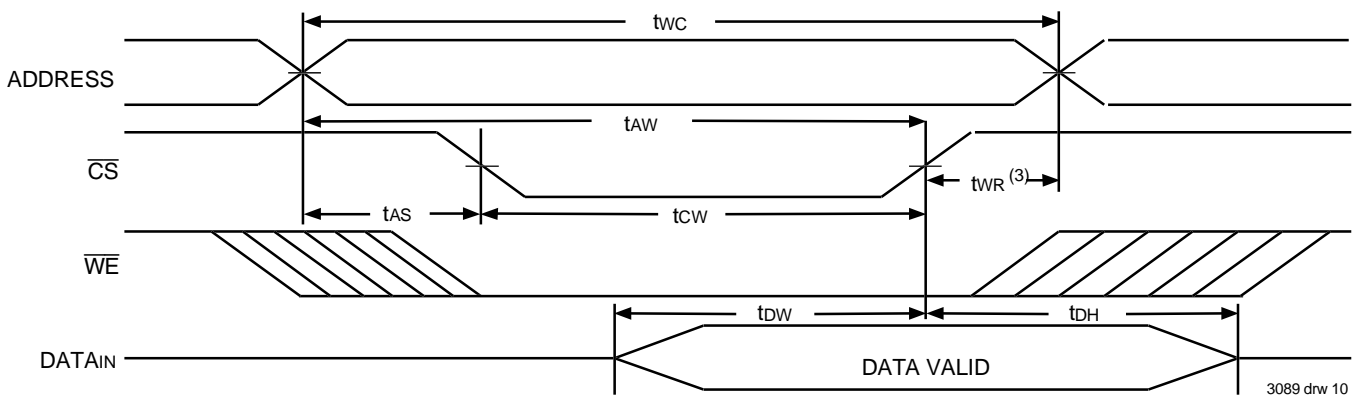 tWC
ADDRESS
tAW
CS
tWR (3)
tAS
tCW
WE
tDW
tDH
DATAIN
DATA VALID
3089 drw 10